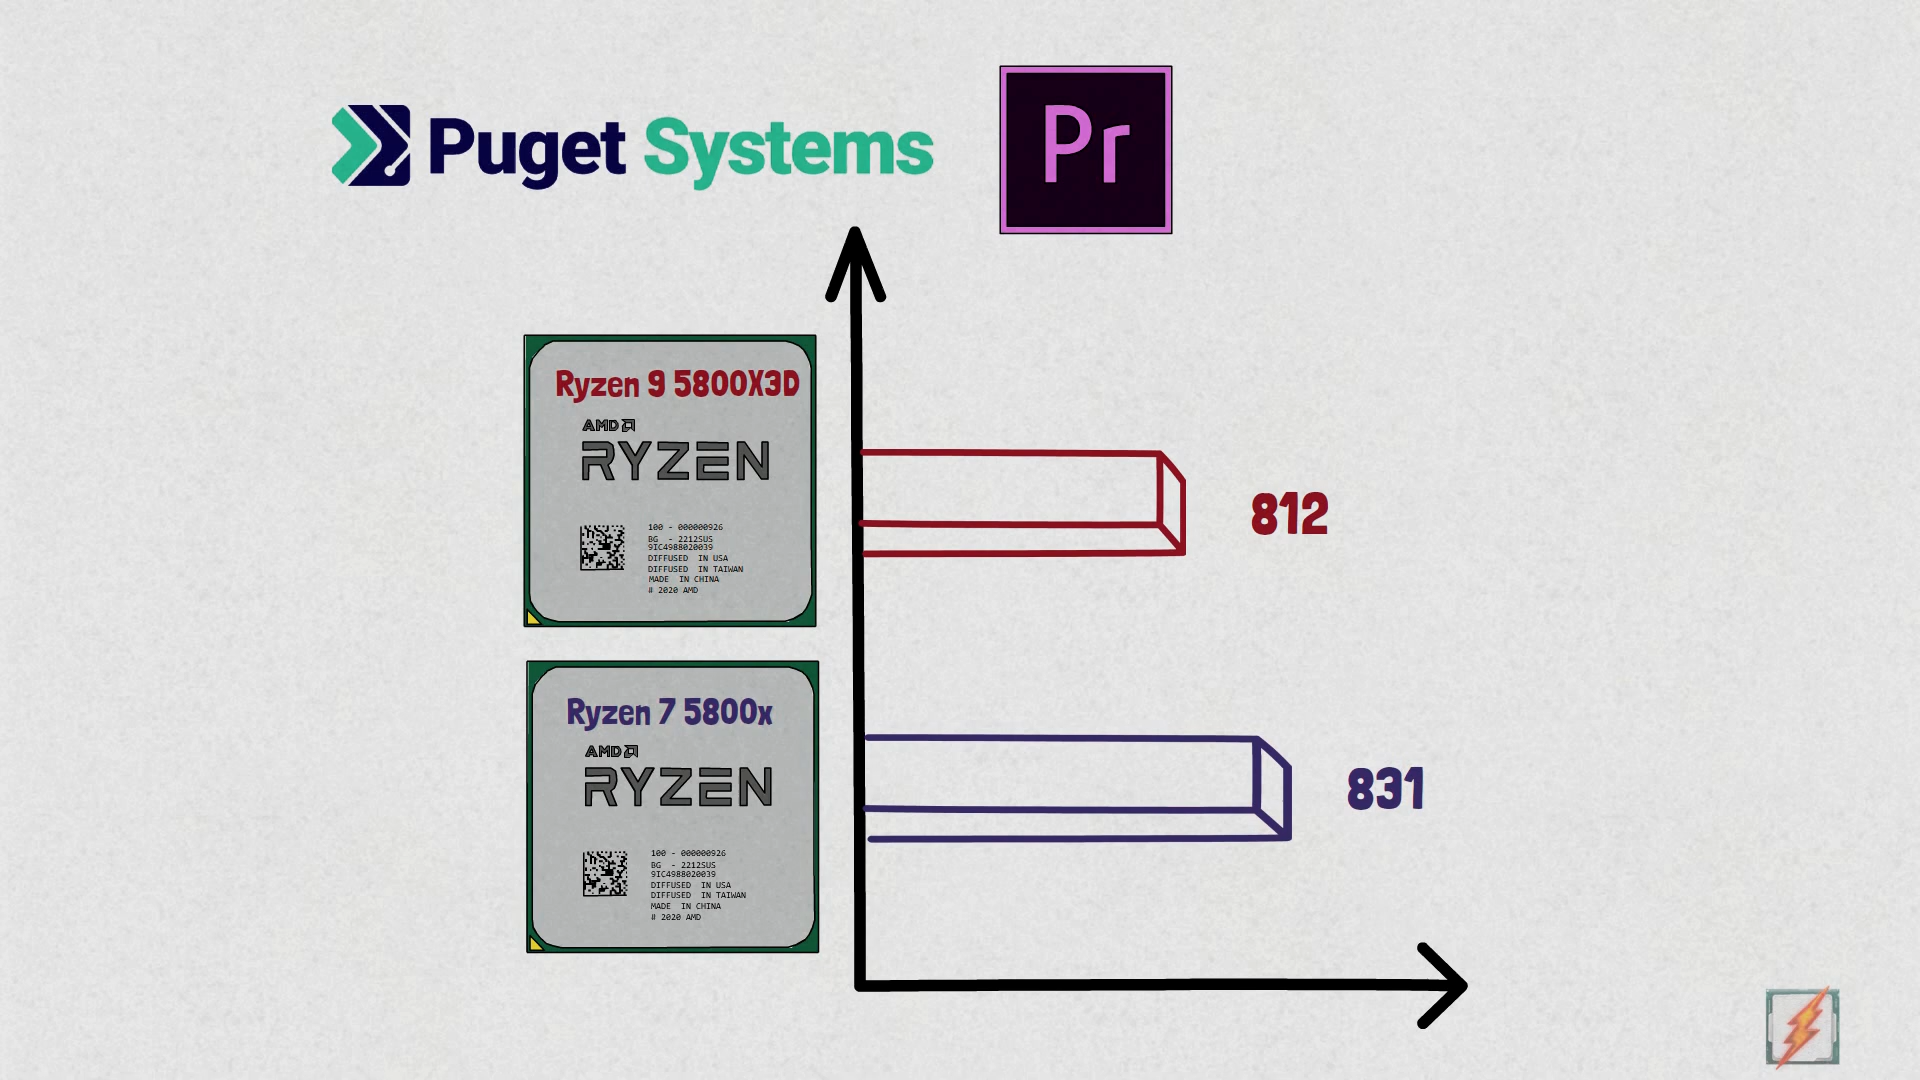 Puget Systems
Pr
Ryzen 9 5800X3D
AMD
RYZEN
100 - 000000926
BG - 2212SUS
9IC4988020039
DIFFUSED IN USA
DIFFUSED IN TAIWAN
MADE IN CHINA
# 2020 AMD
812
Ryzen 7 5800x
AMD
RYZEN
100 - 000000926
BG - 2212SUS
9IC4988020039
DIFFUSED IN USA
DIFFUSED IN TAIWAN
MADE IN CHINA
# 2020 AMD
831